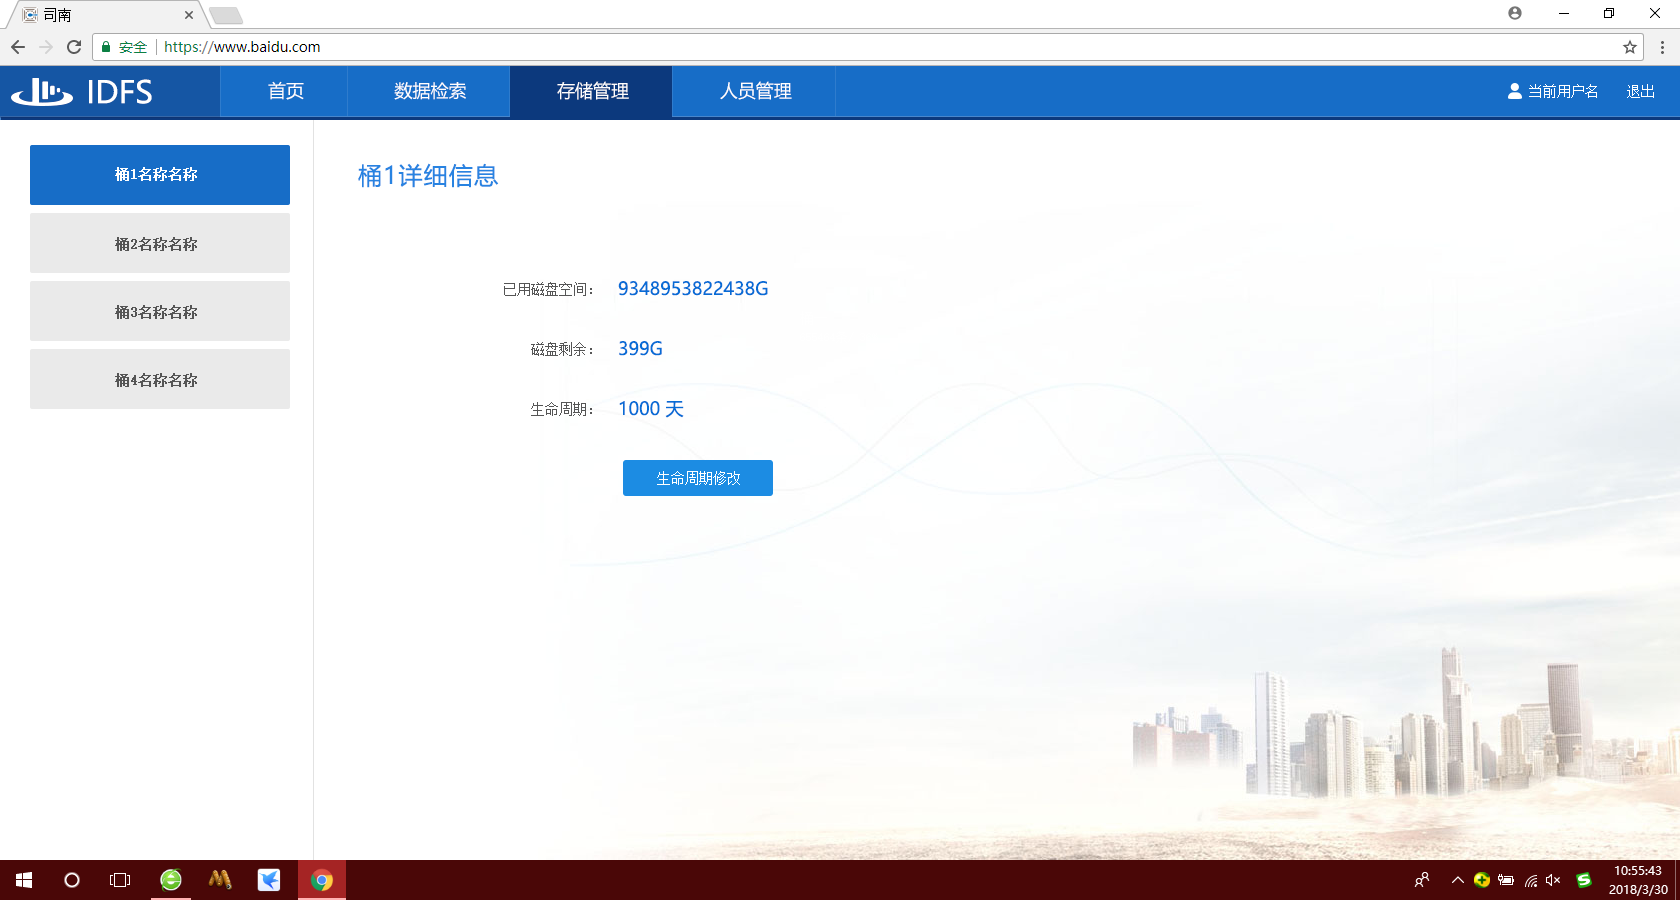 司南
安全 https://www.baidu.com
IDFS 首页 数据检索 存储管理 人员管理 当前用户名 退出
桶1名称名称
桶2名称名称
桶3名称名称
桶4名称名称
桶1详细信息
已用磁盘空间： 9348953822438G
磁盘剩余： 399G
生命周期： 1000 天
生命周期修改
10:55:43
2018/3/30